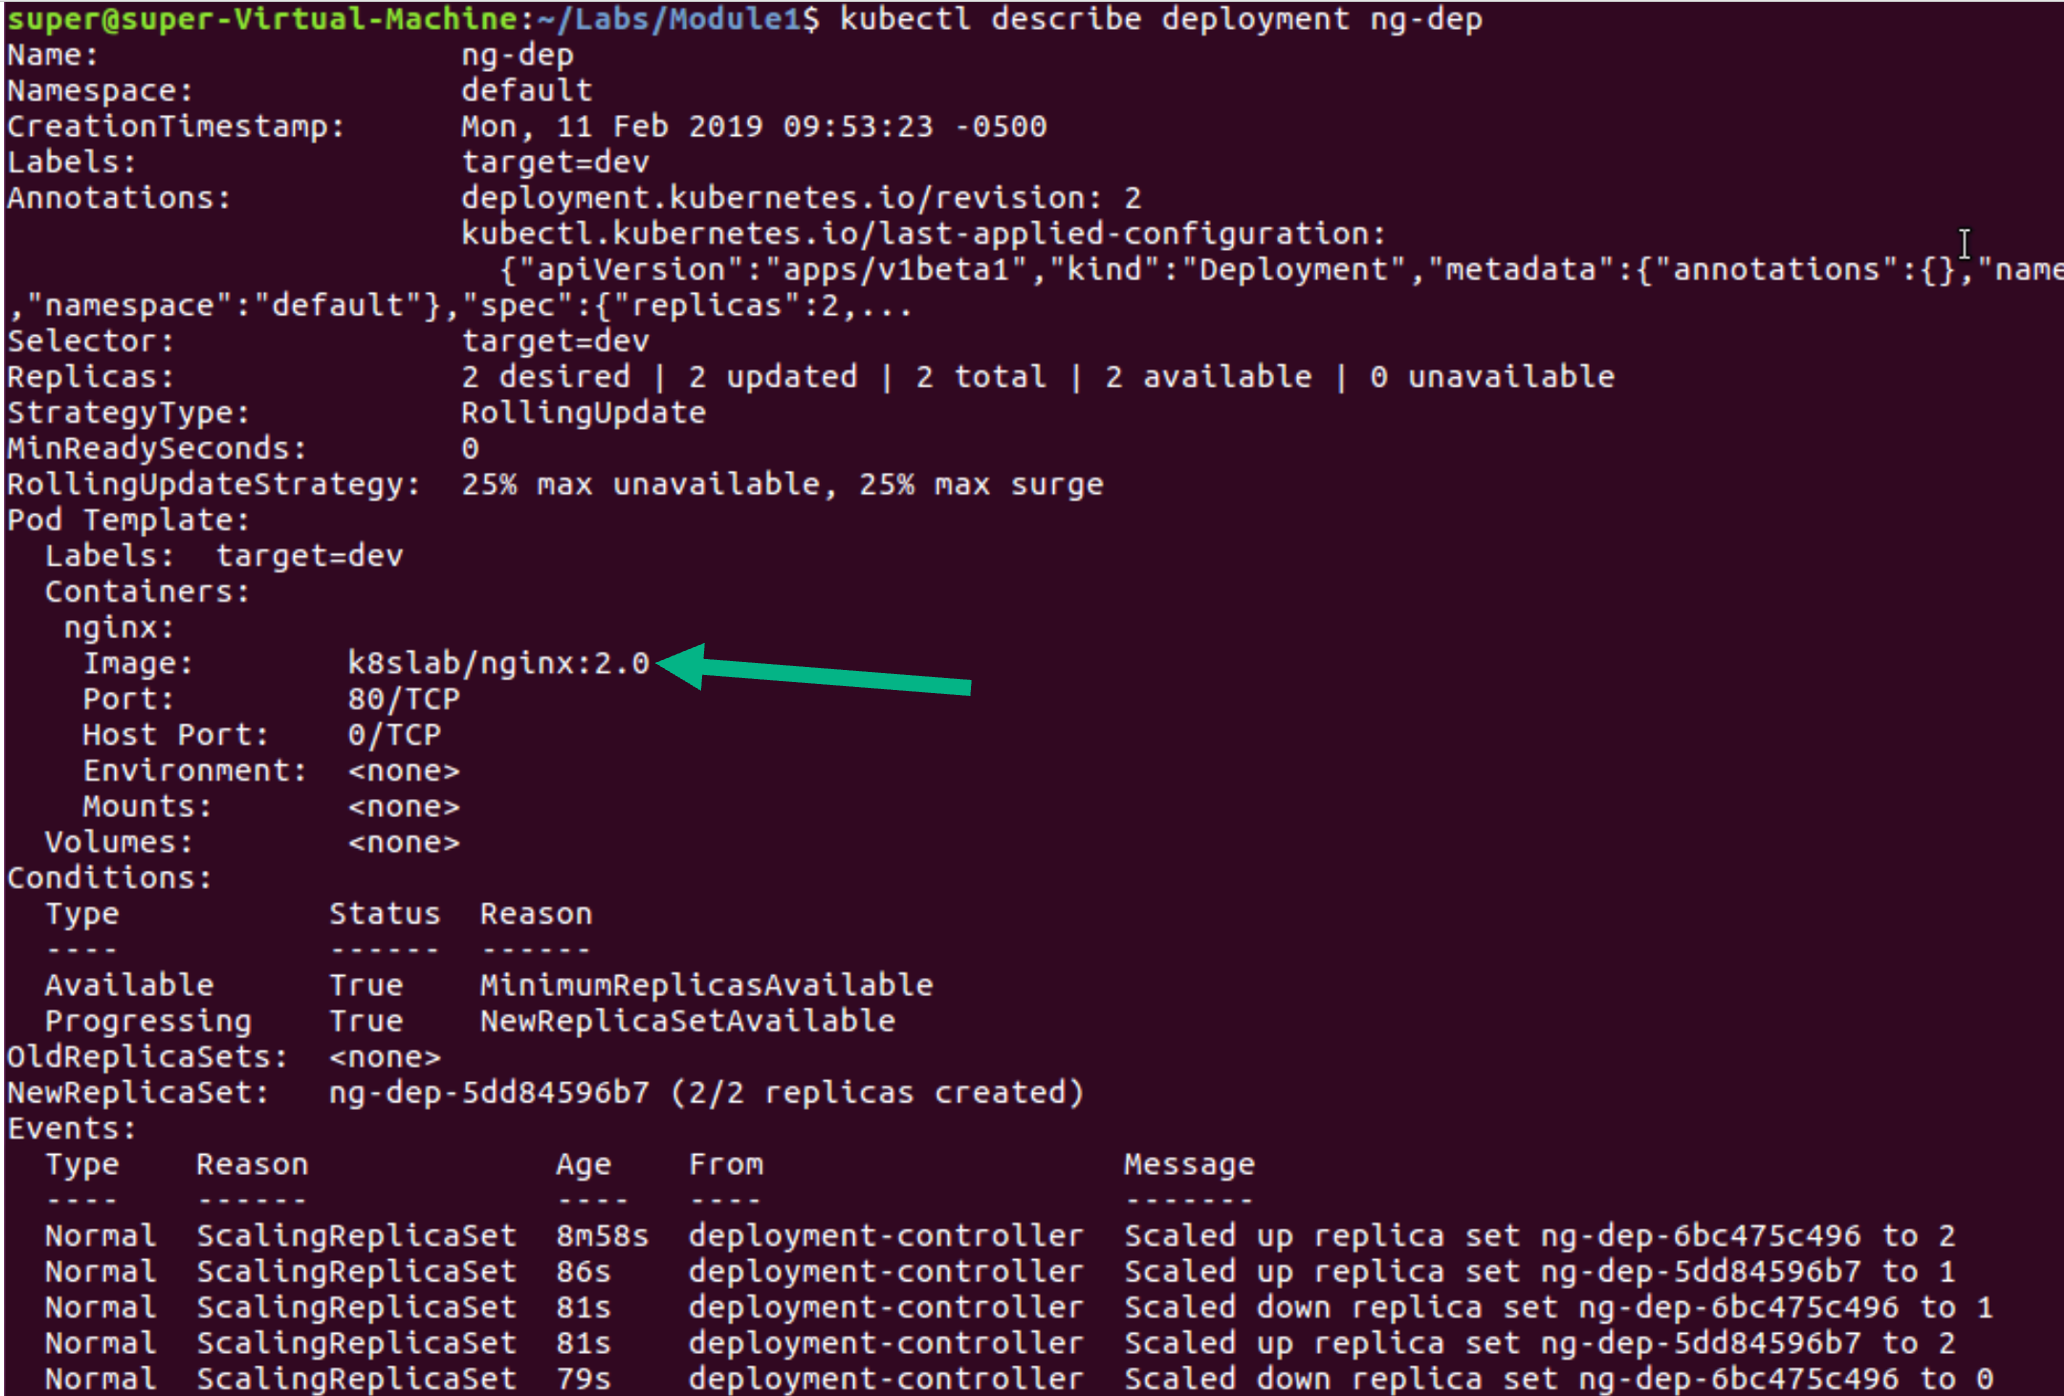 super@super-Virtual-Machine:~/Labs/Module1$ kubectl describe deployment ng-dep
Name:                   ng-dep
Namespace:              default
CreationTimestamp:      Mon, 11 Feb 2019 09:53:23 -0500
Labels:                 target=dev
Annotations:            deployment.kubernetes.io/revision: 2
                        kubectl.kubernetes.io/last-applied-configuration:
                          {"apiVersion":"apps/v1beta1","kind":"Deployment","metadata":{"annotations":{},"name
,"namespace":"default"},"spec":{"replicas":2,...
Selector:               target=dev
Replicas:               2 desired | 2 updated | 2 total | 2 available | 0 unavailable
StrategyType:           RollingUpdate
MinReadySeconds:        0
RollingUpdateStrategy:  25% max unavailable, 25% max surge
Pod Template:
  Labels:  target=dev
  Containers:
   nginx:
    Image:        k8slab/nginx:2.0
    Port:         80/TCP
    Host Port:    0/TCP
    Environment:  <none>
    Mounts:       <none>
  Volumes:        <none>
Conditions:
  Type           Status  Reason
  ----           ------  ------
  Available      True    MinimumReplicasAvailable
  Progressing    True    NewReplicaSetAvailable
OldReplicaSets:  <none>
NewReplicaSet:   ng-dep-5dd84596b7 (2/2 replicas created)
Events:
  Type    Reason             Age    From                   Message
  ----    ------             ----   ----                   -------
  Normal  ScalingReplicaSet  8m58s  deployment-controller  Scaled up replica set ng-dep-6bc475c496 to 2
  Normal  ScalingReplicaSet  86s    deployment-controller  Scaled up replica set ng-dep-5dd84596b7 to 1
  Normal  ScalingReplicaSet  81s    deployment-controller  Scaled down replica set ng-dep-6bc475c496 to 1
  Normal  ScalingReplicaSet  81s    deployment-controller  Scaled up replica set ng-dep-5dd84596b7 to 2
  Normal  ScalingReplicaSet  79s    deployment-controller  Scaled down replica set ng-dep-6bc475c496 to 0